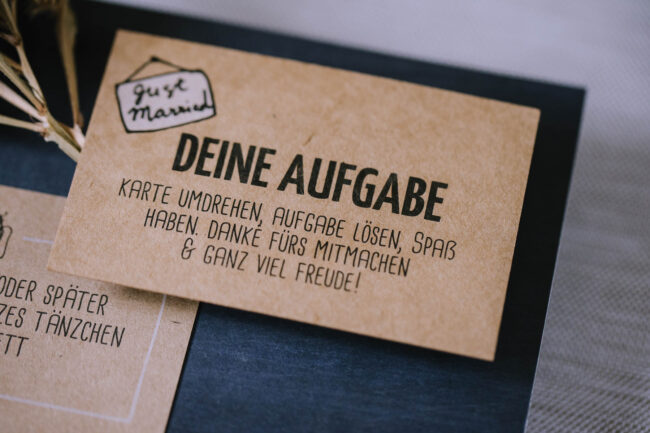 Just
Married
DEINE AUFGABE
KARTE UMDREHEN, AUFGABE LÖSEN, SPAß
HABEN. DANKE FÜRS MITMACHEN
& GANZ VIEL FREUDE!
ODER SPÄTER
ZES TÄNZCHEN
ETT